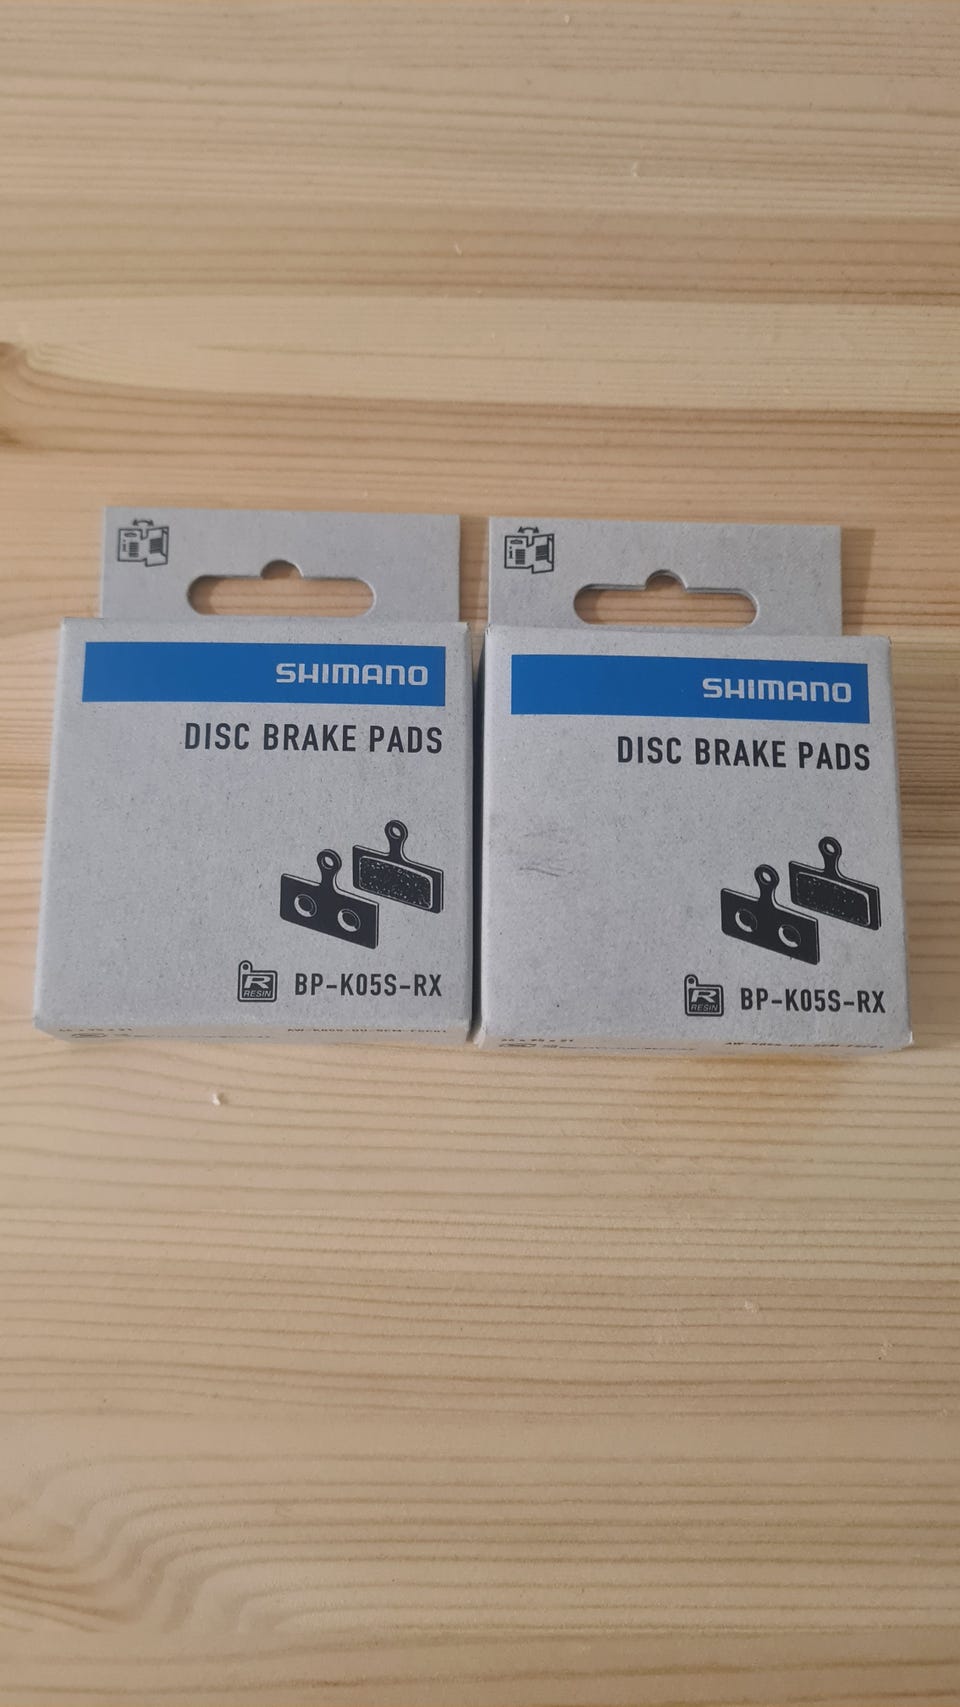 SHIMANO
DISC BRAKE PADS
R
RESIN
BP-K05S-RX
SHIMANO
DISC BRAKE PADS
R
RESIN
BP-K05S-RX